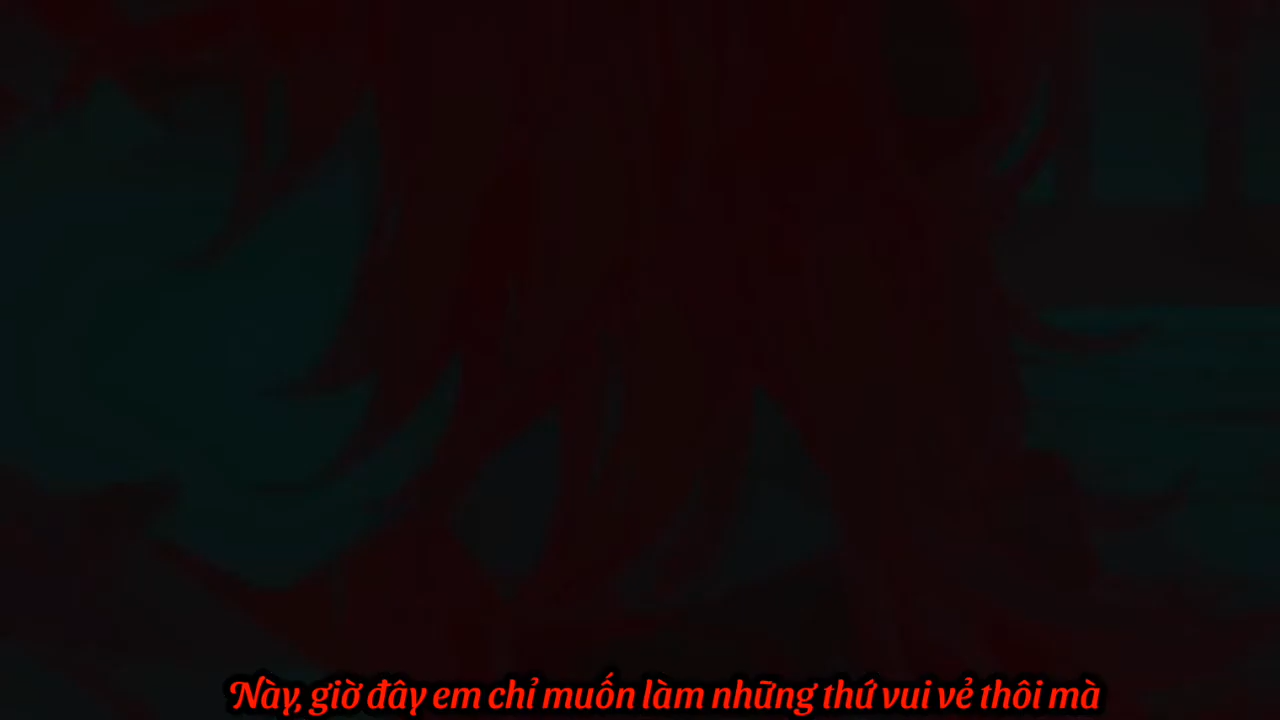 Này, giờ đây em chỉ muốn làm những thứ vui vẻ thôi mà